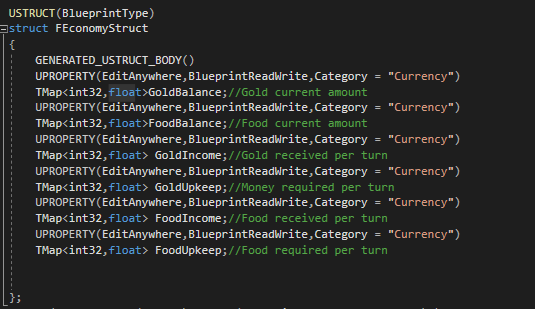 USTRUCT(BlueprintType)
struct FEconomyStruct
{
GENERATED_USTRUCT_BODY()
UPROPERTY(EditAnywhere,BlueprintReadWrite,Category = "Currency")
TMap<int32,float>GoldBalance;//Gold current amount
UPROPERTY(EditAnywhere,BlueprintReadWrite,Category = "Currency")
TMap<int32,float>FoodBalance;//Food current amount
UPROPERTY(EditAnywhere,BlueprintReadWrite,Category = "Currency")
TMap<int32,float> GoldIncome;//Gold received per turn
UPROPERTY(EditAnywhere,BlueprintReadWrite,Category = "Currency")
TMap<int32,float> GoldUpkeep;//Money required per turn
UPROPERTY(EditAnywhere,BlueprintReadWrite,Category = "Currency")
TMap<int32,float> FoodIncome;//Food received per turn
UPROPERTY(EditAnywhere,BlueprintReadWrite,Category = "Currency")
TMap<int32,float> FoodUpkeep;//Food required per turn
};